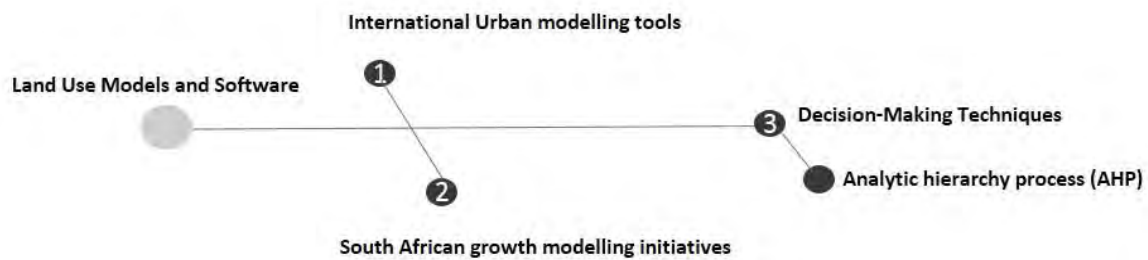 International Urban modelling tools
Land Use Models and Software
1
3
Decision-Making Techniques
2
Analytic hierarchy process (AHP)
South African growth modelling initiatives